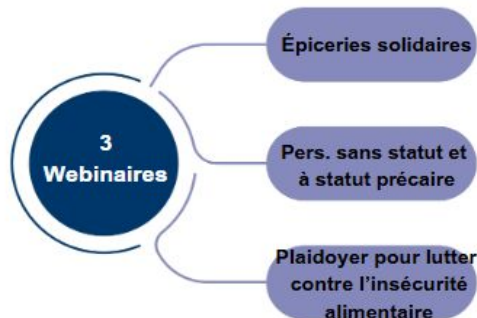 3
Webinaires
Épiceries solidaires
Pers. sans statut et
à statut précaire
Plaidoyer pour lutter
contre l'insécurité
alimentaire